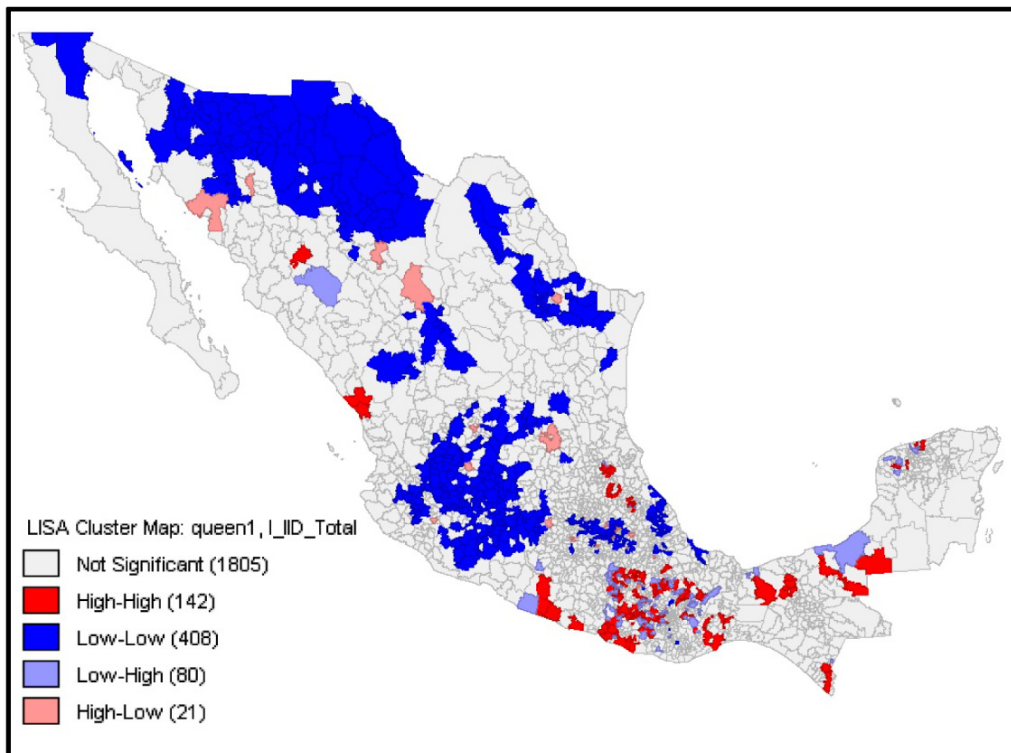 LISA Cluster Map: queen1, I_IID_Total
Not Significant (1805)
High-High (142)
Low-Low (408)
Low-High (80)
High-Low (21)